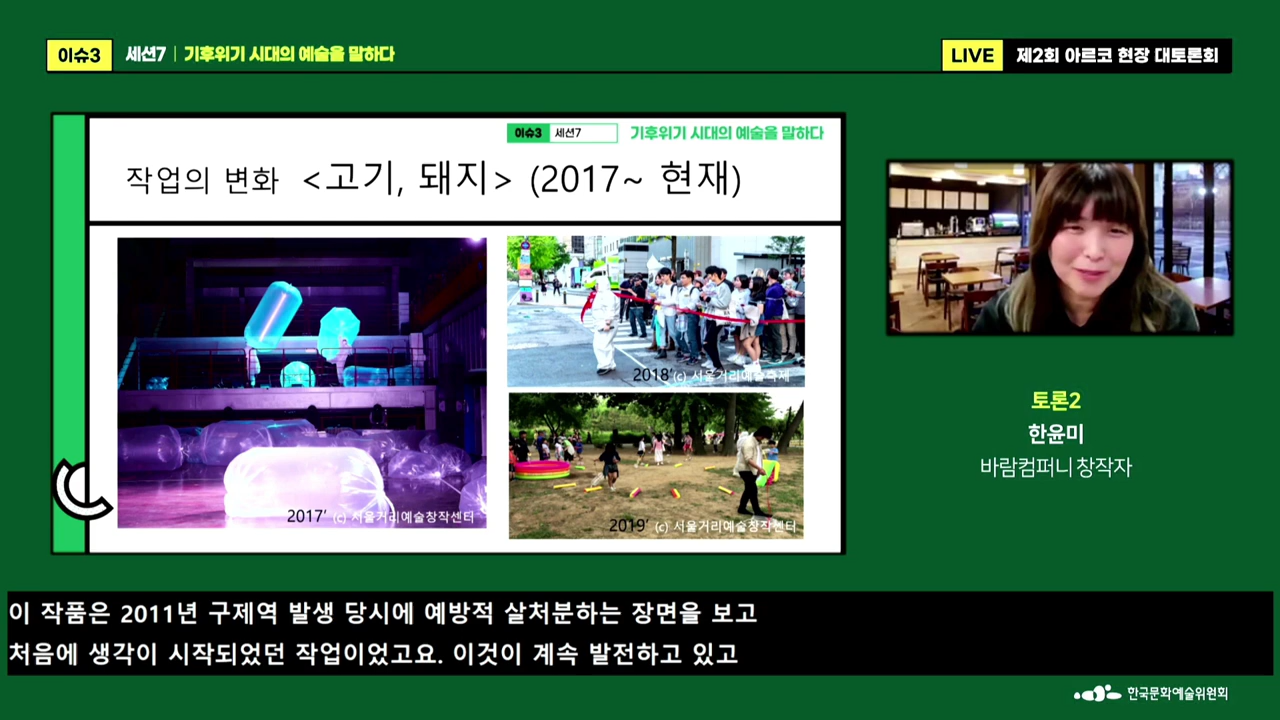 이슈3 세션7 | 기후위기 시대의 예술을 말하다
LIVE 제2회 아르코 현장 대토론회
이슈3 세션7 기후위기 시대의 예술을 말하다
작업의 변화 <고기, 돼지> (2017~ 현재)
2017’ (c) 서울거리예술창작센터
2018’(c) 서울거리예술축제
2019’ (c) 서울거리예술창작센터
토론2
한윤미
바람컴퍼니 창작자
이 작품은 2011년 구제역 발생 당시에 예방적 살처분하는 장면을 보고
처음에 생각이 시작되었던 작업이었고요. 이것이 계속 발전하고 있고
한국문화예술위원회